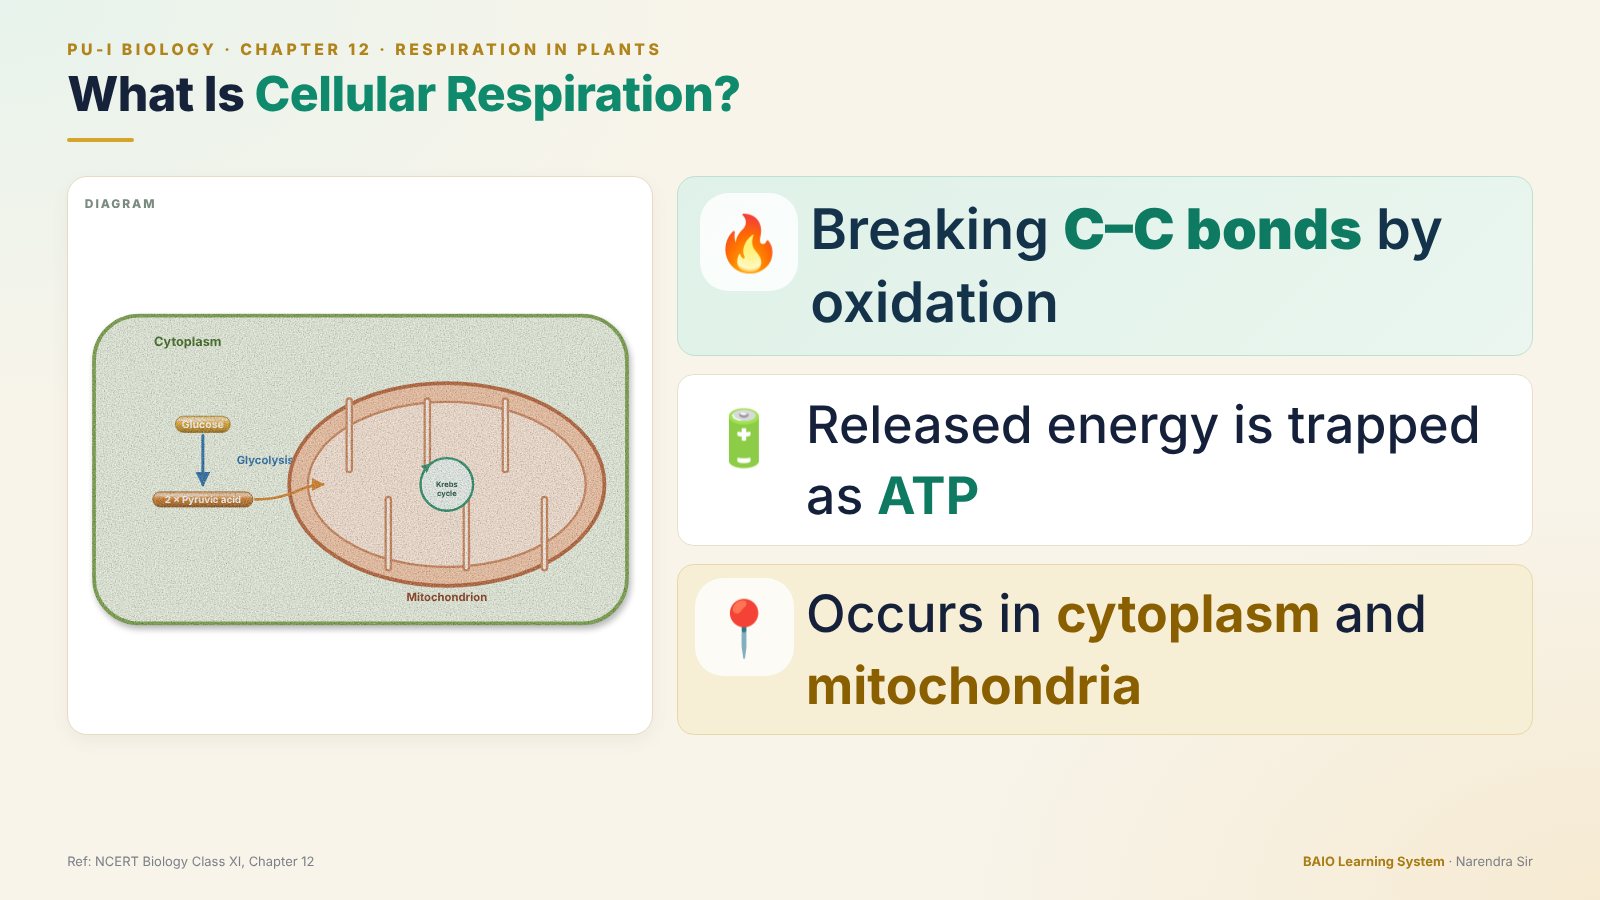 PU-I BIOLOGY · CHAPTER 12 · RESPIRATION IN PLANTS
What Is Cellular Respiration?
DIAGRAM
Cytoplasm
Glucose
Glycolysis
2 × Pyruvic acid
Krebs
cycle
Mitochondrion
Breaking C–C bonds by
oxidation
Released energy is trapped
as ATP
Occurs in cytoplasm and
mitochondria
Ref: NCERT Biology Class XI, Chapter 12
BAIO Learning System · Narendra Sir